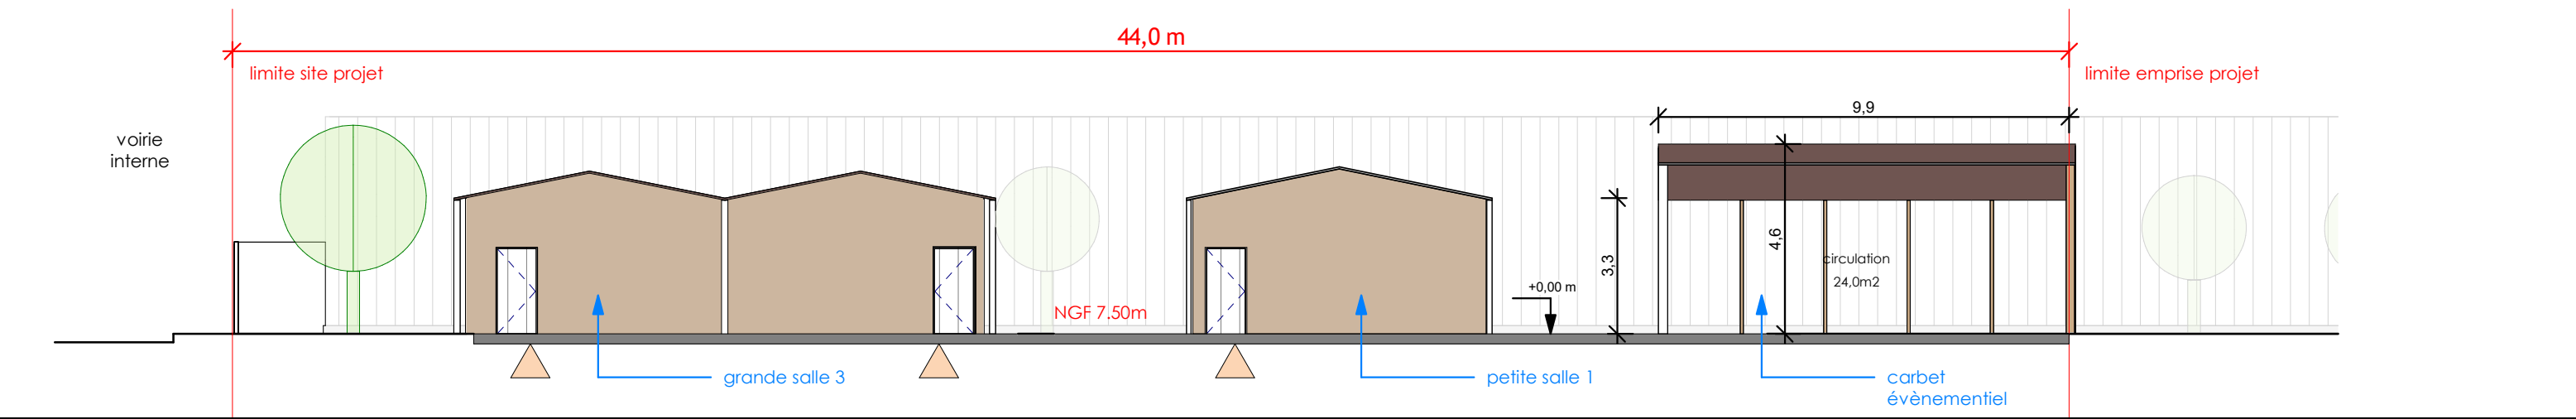 44,0 m
limite site projet
limite emprise projet
9,9
voirie
interne
3,3
4,6
circulation
24,0m2
+0,00 m
NGF 7.50m
grande salle 3
petite salle 1
carbet
évènementiel